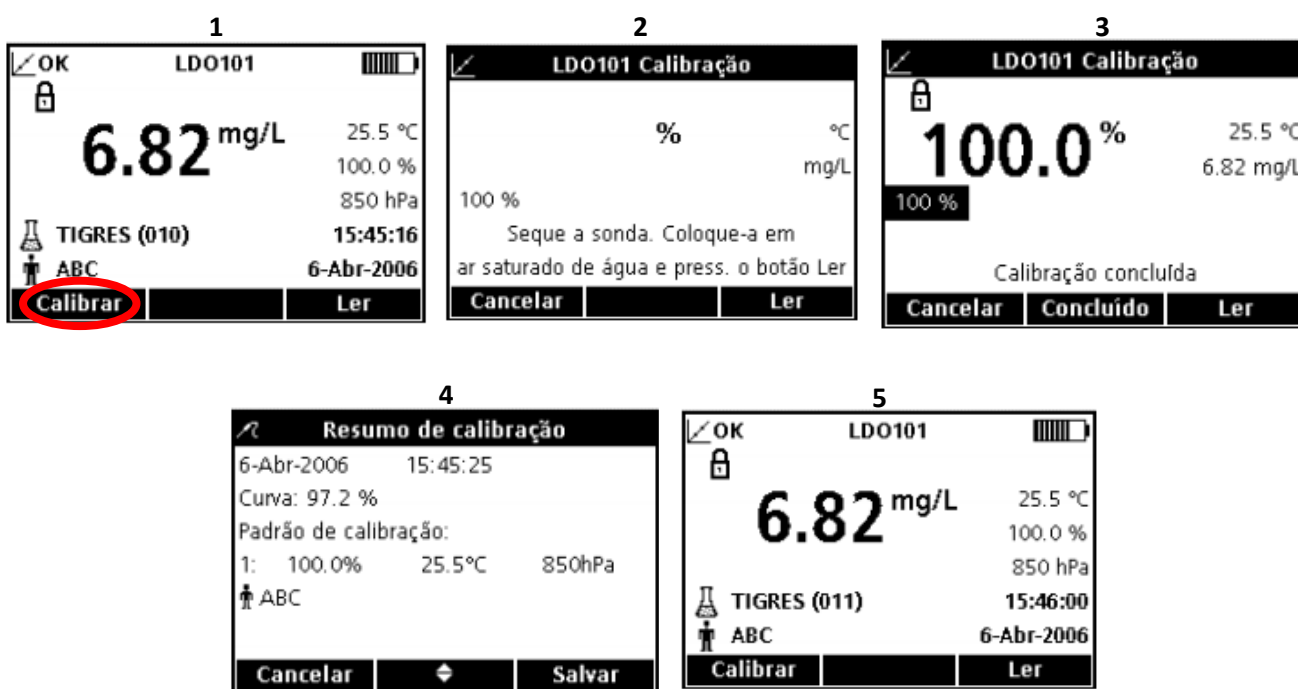 1
OK LDO101
6.82 mg/L 25.5 °C
100.0 %
850 hPa
TIGRES (010) 15:45:16
ABC 6-Abr-2006
Calibrar Ler
2
LDO101 Calibração
% °C
mg/L
100 %
Seque a sonda. Coloque-a em
ar saturado de água e press. o botão Ler
Cancelar Ler
3
LDO101 Calibração
100.0 % 25.5 °C
6.82 mg/L
100 %
Calibração concluída
Cancelar Concluído Ler
4
Resumo de calibração
6-Abr-2006 15:45:25
Curva: 97.2 %
Padrão de calibração:
1: 100.0% 25.5°C 850hPa
ABC
Cancelar Salvar
5
OK LDO101
6.82 mg/L 25.5 °C
100.0 %
850 hPa
TIGRES (011) 15:46:00
ABC 6-Abr-2006
Calibrar Ler